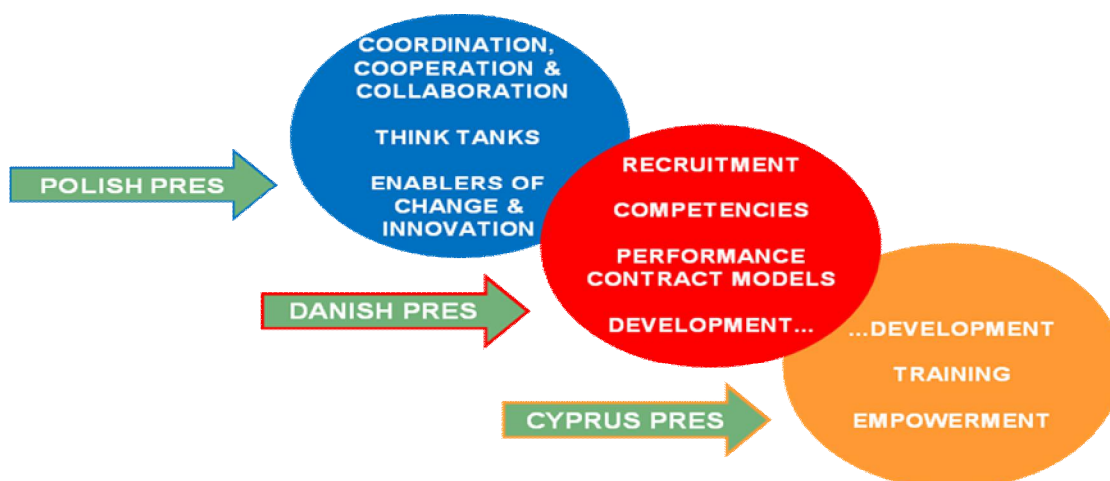 COORDINATION,
COOPERATION &
COLLABORATION
THINK TANKS
ENABLERS OF
CHANGE &
INNOVATION
POLISH PRES
RECRUITMENT
COMPETENCIES
PERFORMANCE
CONTRACT MODELS
DEVELOPMENT...
DANISH PRES
...DEVELOPMENT
TRAINING
EMPOWERMENT
CYPRUS PRES